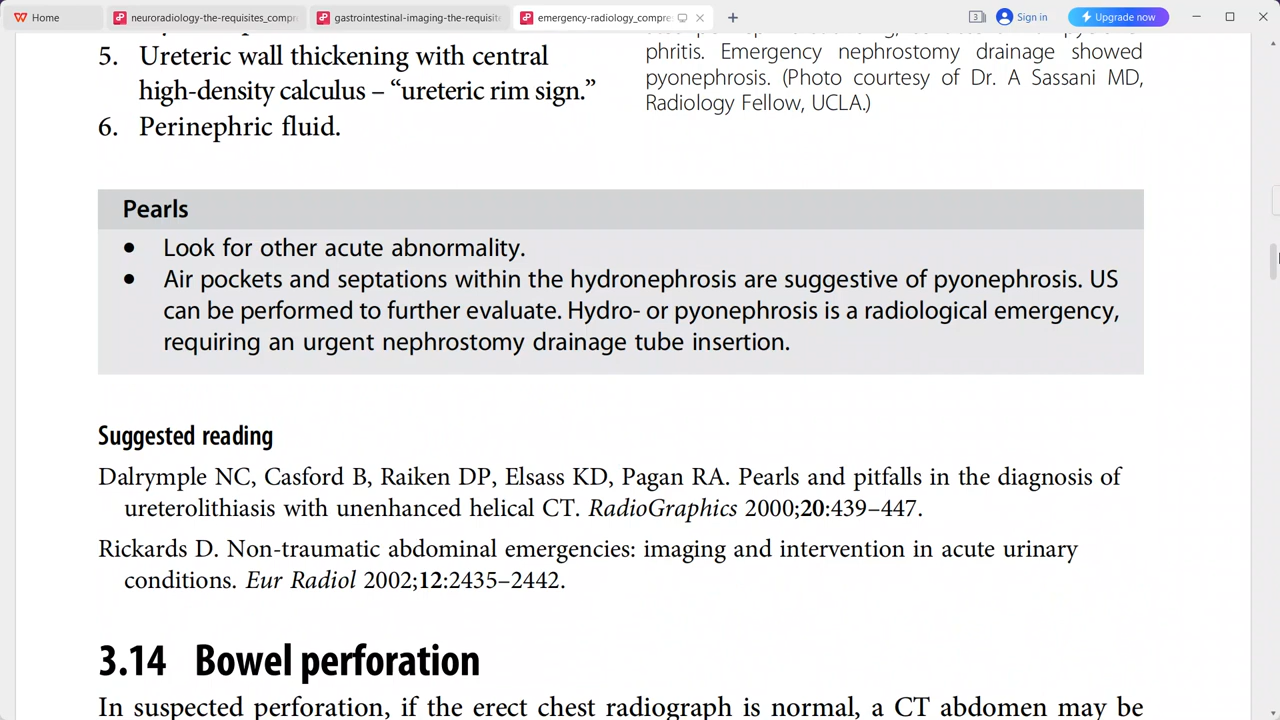 Home
neuroradiology-the-requisites_compr
gastrointestinal-imaging-the-requisite
emergency-radiology_compre
3
Sign in
Upgrade now
5. Ureteric wall thickening with central
high-density calculus – “ureteric rim sign.”
6. Perinephric fluid.
phritis. Emergency nephrostomy drainage showed
pyonephrosis. (Photo courtesy of Dr. A Sassani MD,
Radiology Fellow, UCLA.)
Pearls
• Look for other acute abnormality.
• Air pockets and septations within the hydronephrosis are suggestive of pyonephrosis. US
can be performed to further evaluate. Hydro- or pyonephrosis is a radiological emergency,
requiring an urgent nephrostomy drainage tube insertion.
Suggested reading
Dalrymple NC, Casford B, Raiken DP, Elsass KD, Pagan RA. Pearls and pitfalls in the diagnosis of
ureterolithiasis with unenhanced helical CT. RadioGraphics 2000;20:439–447.
Rickards D. Non-traumatic abdominal emergencies: imaging and intervention in acute urinary
conditions. Eur Radiol 2002;12:2435–2442.
3.14 Bowel perforation
In suspected perforation, if the erect chest radiograph is normal, a CT abdomen may be